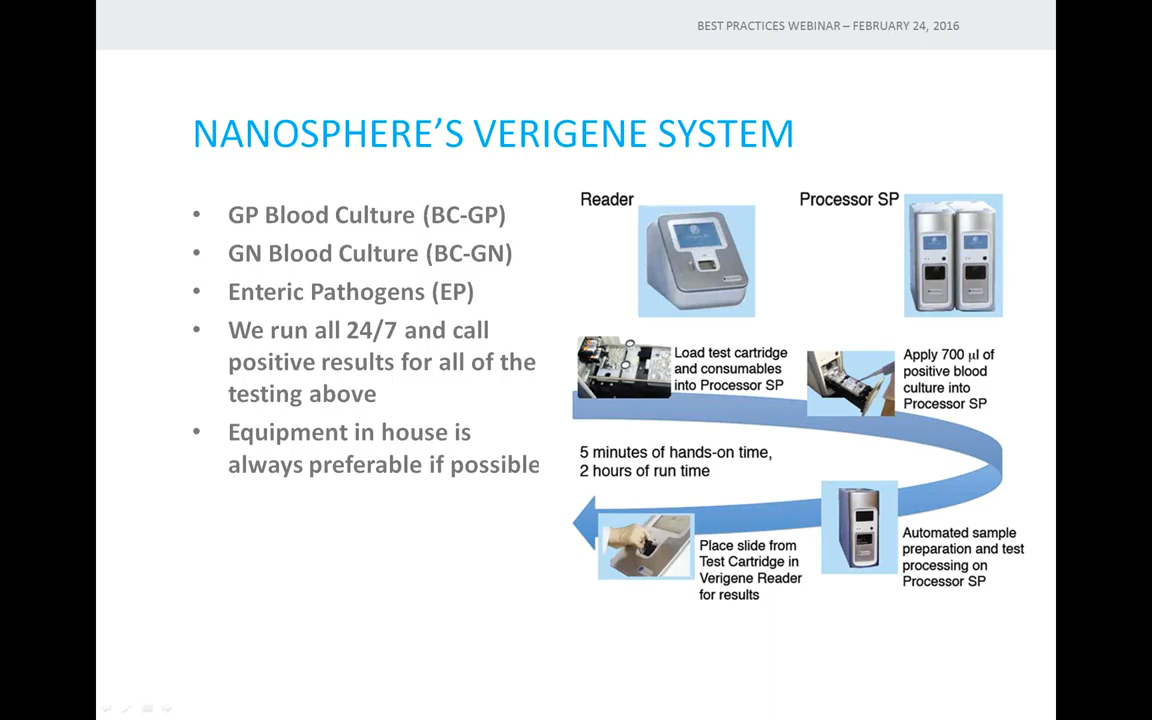 BEST PRACTICES WEBINAR – FEBRUARY 24, 2016
NANOSPHERE’S VERIGENE SYSTEM
• GP Blood Culture (BC-GP)
• GN Blood Culture (BC-GN)
• Enteric Pathogens (EP)
• We run all 24/7 and call
positive results for all of the
testing above
• Equipment in house is
always preferable if possible
Reader
Processor SP
Load test cartridge
and consumables
into Processor SP
Apply 700 µl of
positive blood
culture into
Processor SP
5 minutes of hands-on time,
2 hours of run time
Automated sample
preparation and test
processing on
Processor SP
Place slide from
Test Cartridge in
Verigene Reader
for results